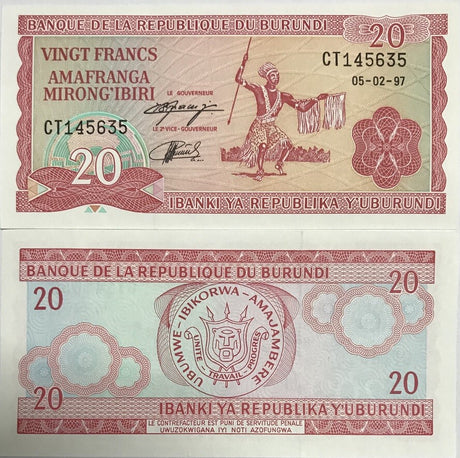 BANQUE DE LA REPUBLIQUE DU BURUNDI
20
VINGT FRANCS
AMAFRANGA
MIRONG'IBIRI
CT145635
05-02-97
LE GOUVERNEUR
CT145635
LE 2e VICE-GOUVERNEUR
20
IBANKI YA REPUBLIKA Y'UBURUNDI
BANQUE DE LA REPUBLIQUE DU BURUNDI
20
20
UBUMWE-IBIKORWA-AMAJAMBERE
UNITE - TRAVAIL - PROGRES
20
20
IBANKI YA REPUBLIKA Y'UBURUNDI
LE CONTREFACTEUR EST PUNI DE SERVITUDE PENALE
UWUZOKWIGANA IYI NOTI AZOFUNGWA